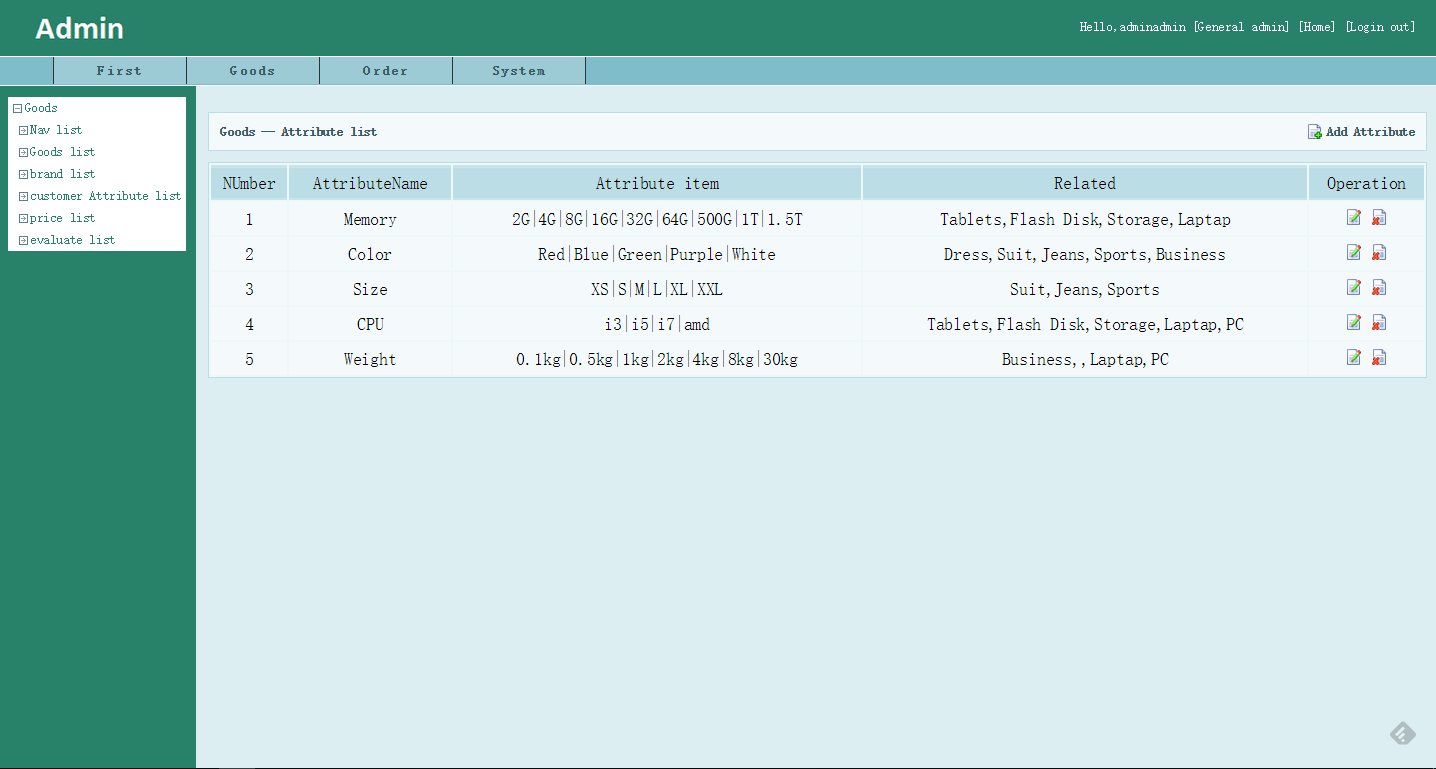 Admin
Hello,adminadmin [General admin] [Home] [Login out]
First Goods Order System
Goods
Nav list
Goods list
brand list
customer Attribute list
price list
evaluate list
Goods — Attribute list
Add Attribute
NUmber AttributeName Attribute item Related Operation
1 Memory 2G|4G|8G|16G|32G|64G|500G|1T|1.5T Tablets,Flash Disk,Storage,Laptap
2 Color Red|Blue|Green|Purple|White Dress,Suit,Jeans,Sports,Business
3 Size XS|S|M|L|XL|XXL Suit,Jeans,Sports
4 CPU i3|i5|i7|amd Tablets,Flash Disk,Storage,Laptap,PC
5 Weight 0.1kg|0.5kg|1kg|2kg|4kg|8kg|30kg Business,,Laptap,PC